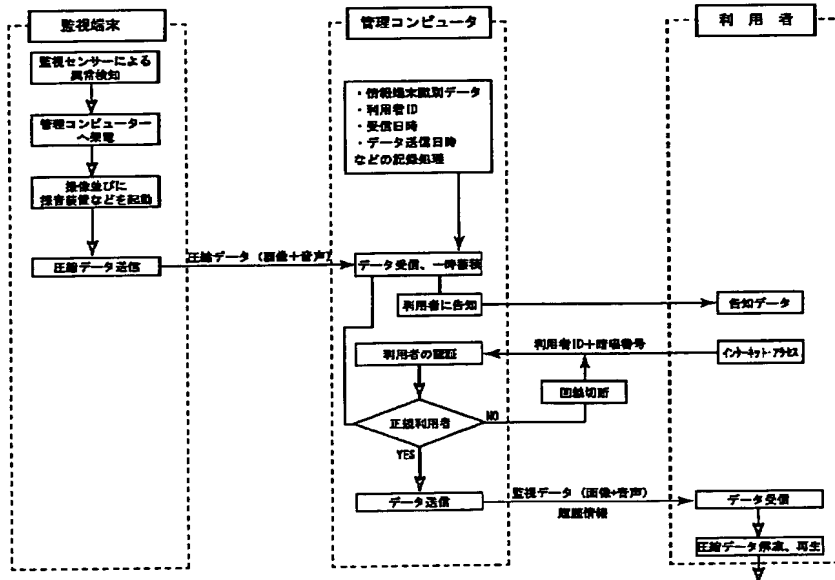 監視端末
監視センサーによる
異常検知
管理コンピューター
へ架電
撮像並びに
採音装置などを起動
圧縮データ送信
圧縮データ（画像＋音声）
管理コンピュータ
・情報端末識別データ
・利用者ID
・受信日時
・データ送信日時
などの記録処理
データ受信、一時蓄積
利用者に告知
利用者の認証
正規利用者
NO
YES
データ送信
利用者ID＋暗証番号
回線切断
監視データ（画像+音声）
履歴情報
利用者
告知データ
インターネット・アクセス
データ受信
圧縮データ解凍、再生